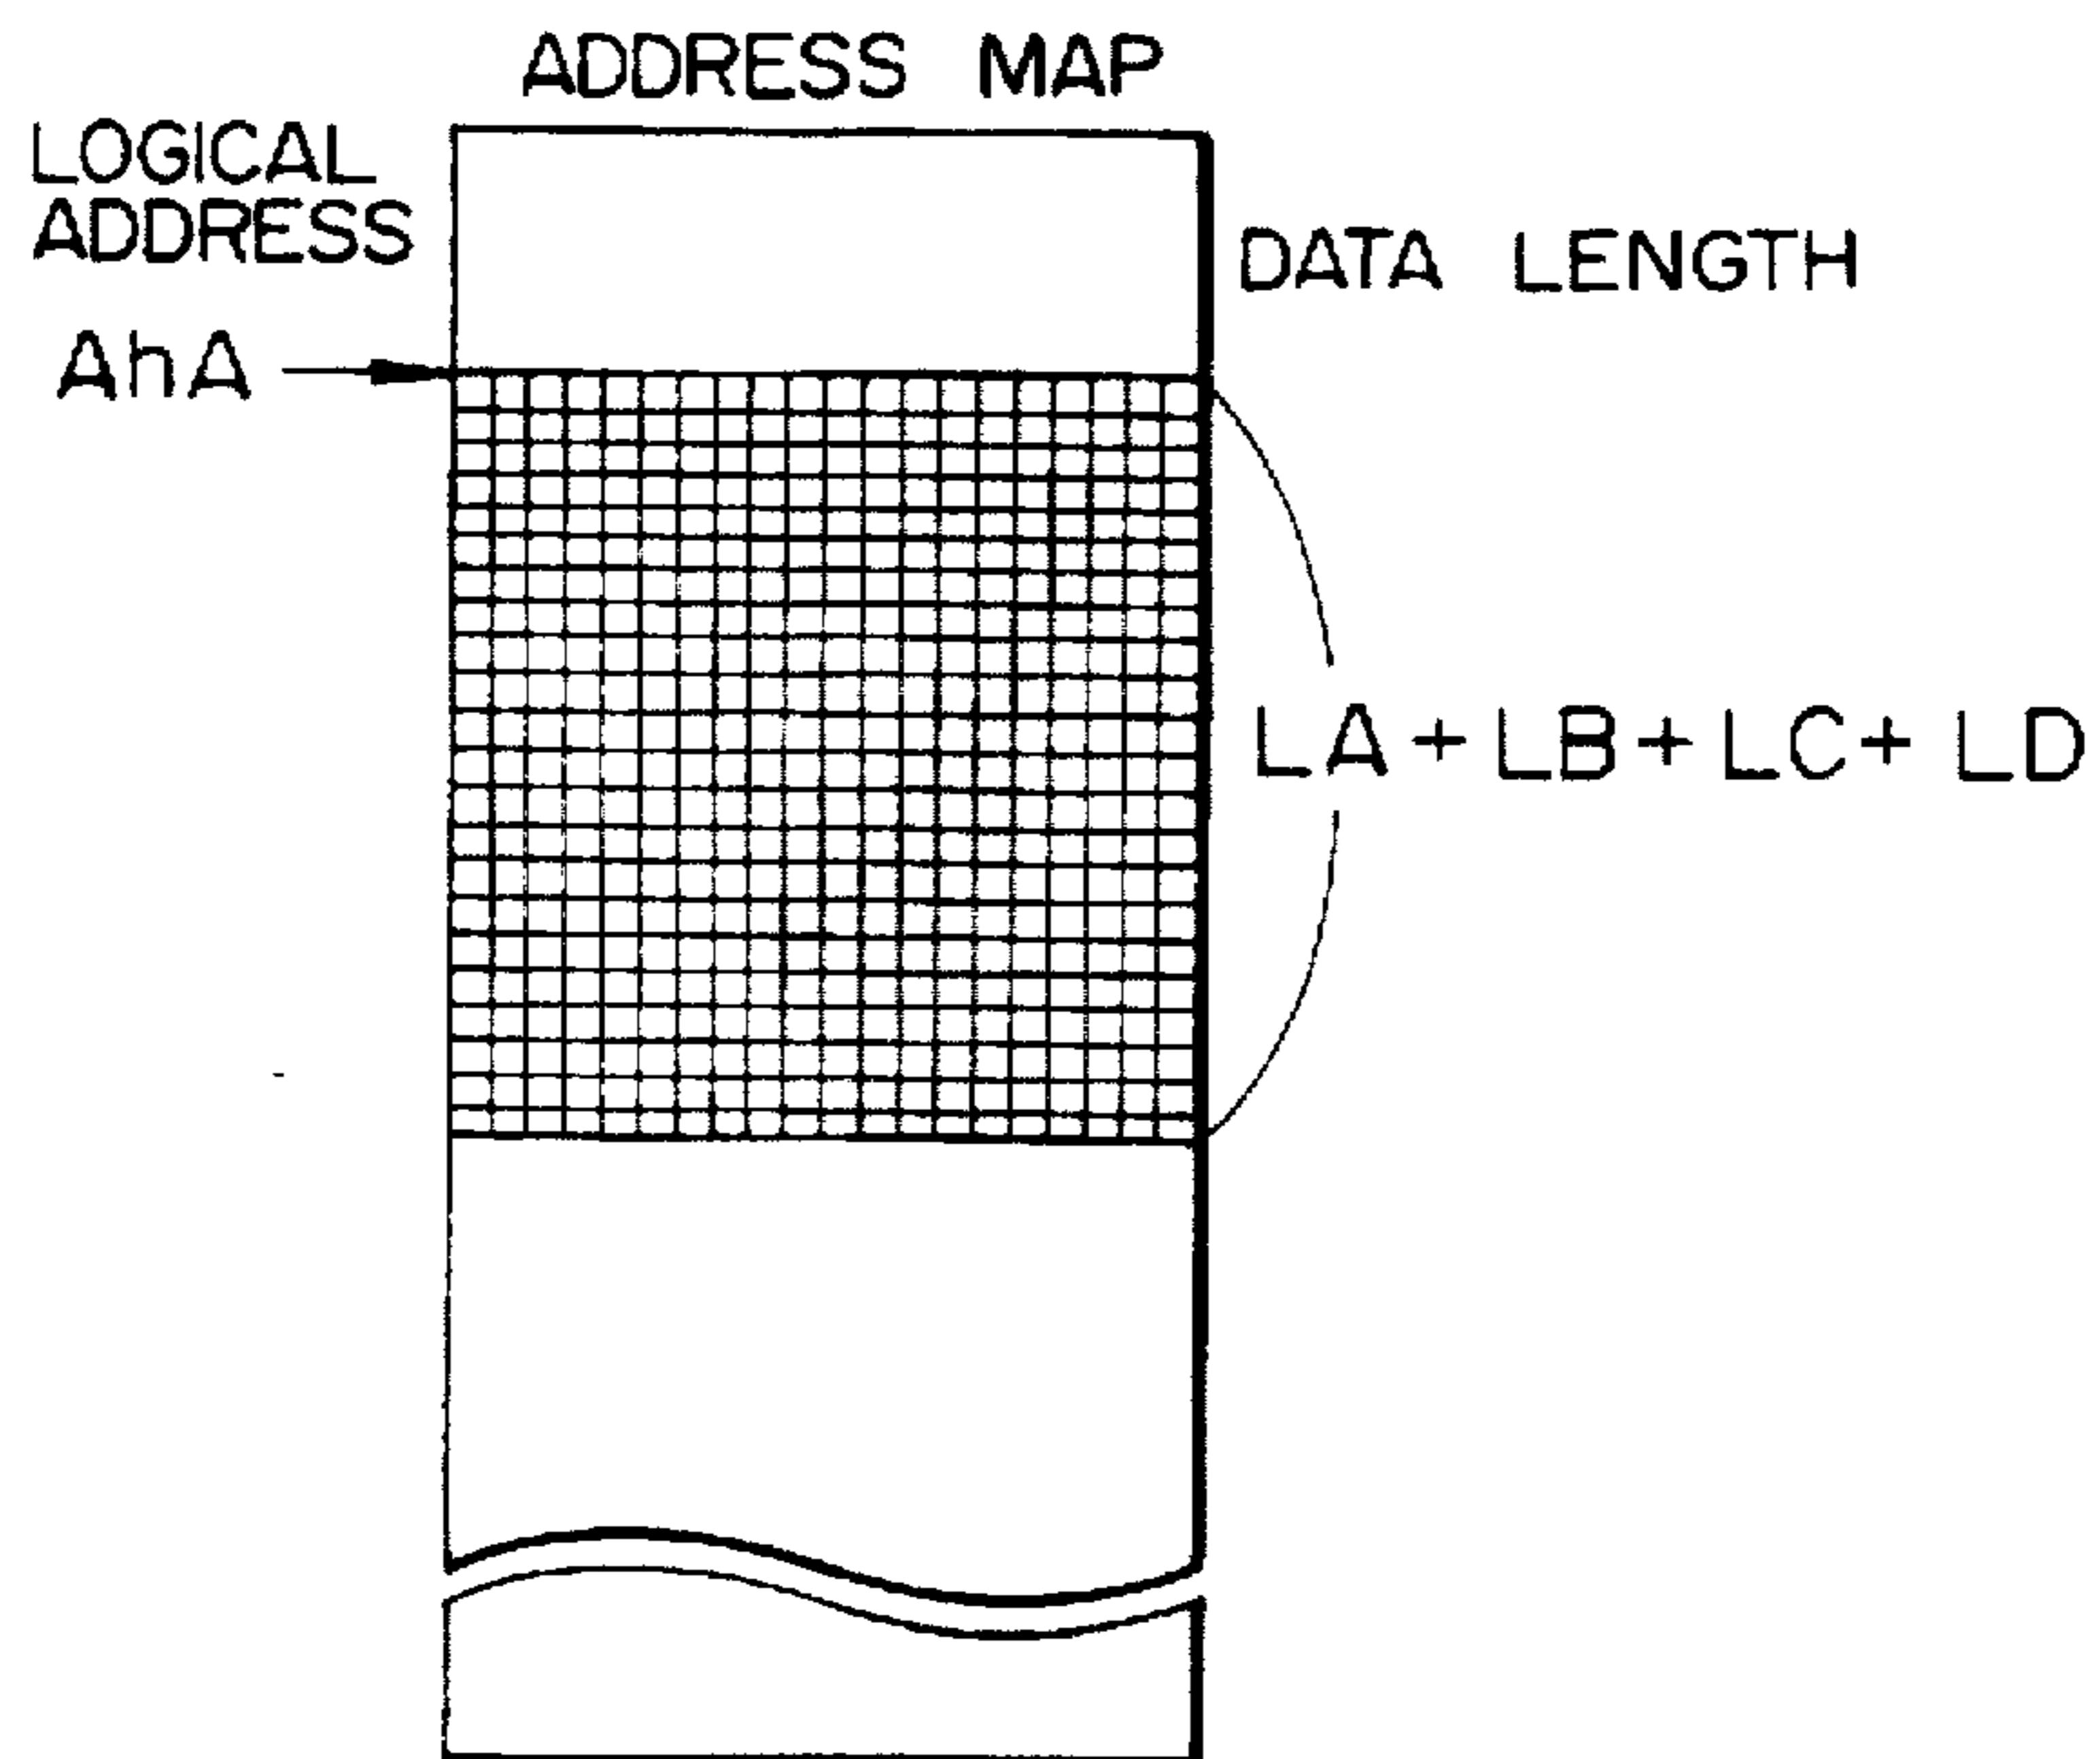 ADDRESS MAP
LOGICAL
ADDRESS
DATA LENGTH
AhA
LA + LB + LC + LD